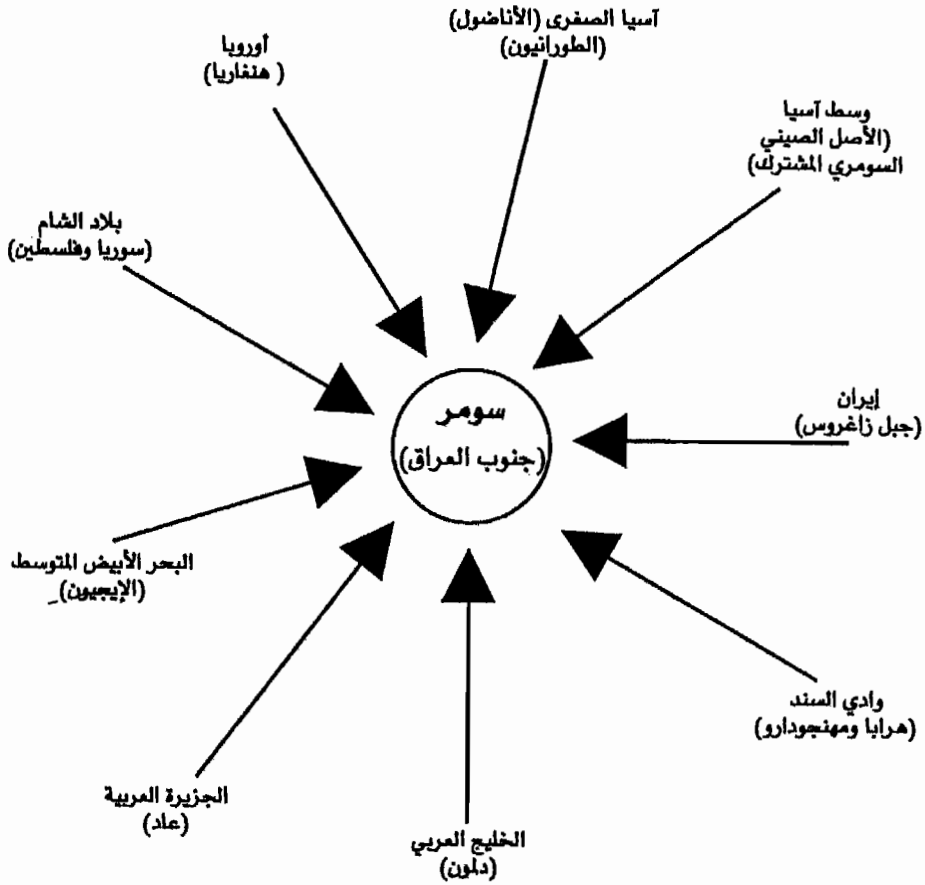 آسيا الصغرى (الأناضول)
(الطورانيون)
أوروبا
( هنغاريا)
وسط آسيا
(الأصل الصيني
السومري المشترك)
بلاد الشام
(سوريا وفلسطين)
إيران
(جبل زاغروس)
سومر
(جنوب العراق)
البحر الأبيض المتوسط
(الإيجيون)
وادي السند
(هرابا ومهنجودارو)
الجزيرة العربية
(عاد)
الخليج العربي
(دلمون)